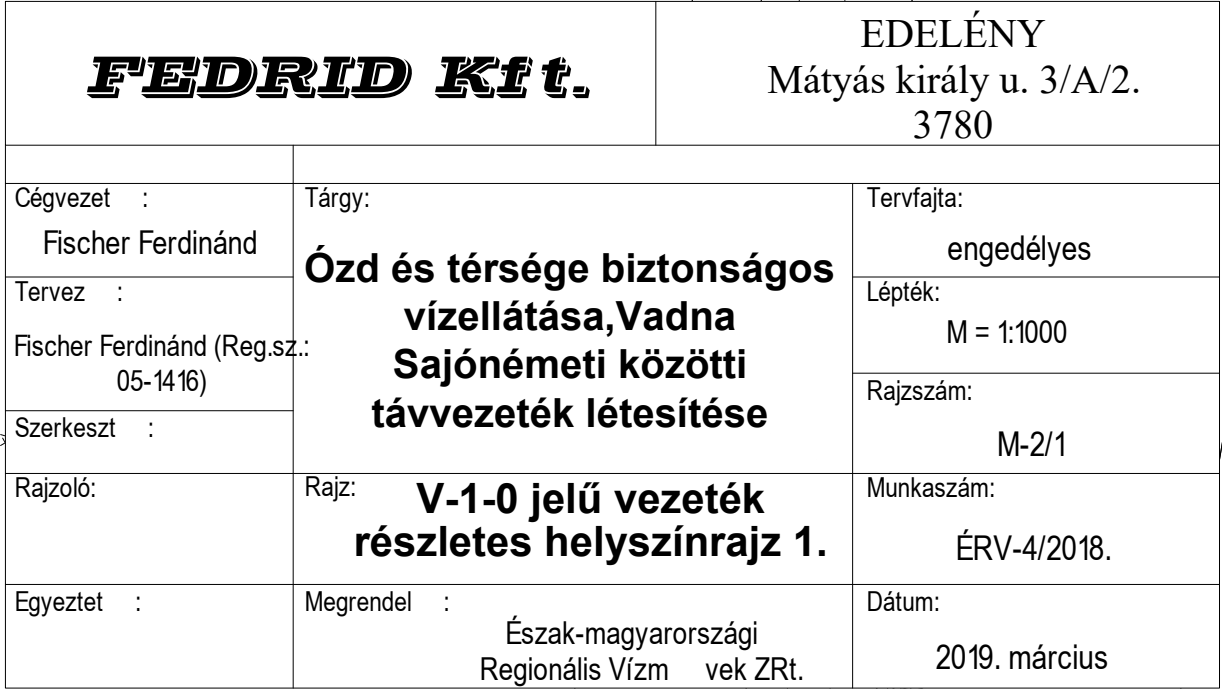 FEDRID Kft.
EDELÉNY
Mátyás király u. 3/A/2.
3780
Cégvezet :
Fischer Ferdinánd
Tárgy:
Ózd és térsége biztonságos
vízellátása,Vadna
Sajónémeti közötti
távvezeték létesítése
Tervfajta:
engedélyes
Tervez :
Fischer Ferdinánd (Reg.sz.:
05-1416)
Lépték:
M = 1:1000
Szerkeszt :
Rajzszám:
M-2/1
Rajzoló:
Rajz:
V-1-0 jelű vezeték
részletes helyszínrajz 1.
Munkaszám:
ÉRV-4/2018.
Egyeztet :
Megrendel :
Észak-magyarországi
Regionális Vízm vek ZRt.
Dátum:
2019. március